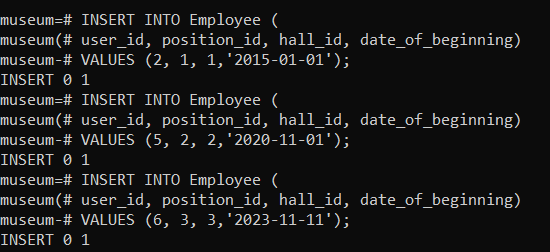 museum=# INSERT INTO Employee (
museum(# user_id, position_id, hall_id, date_of_beginning)
museum-# VALUES (2, 1, 1,'2015-01-01');
INSERT 0 1
museum=# INSERT INTO Employee (
museum(# user_id, position_id, hall_id, date_of_beginning)
museum-# VALUES (5, 2, 2,'2020-11-01');
INSERT 0 1
museum=# INSERT INTO Employee (
museum(# user_id, position_id, hall_id, date_of_beginning)
museum-# VALUES (6, 3, 3,'2023-11-11');
INSERT 0 1